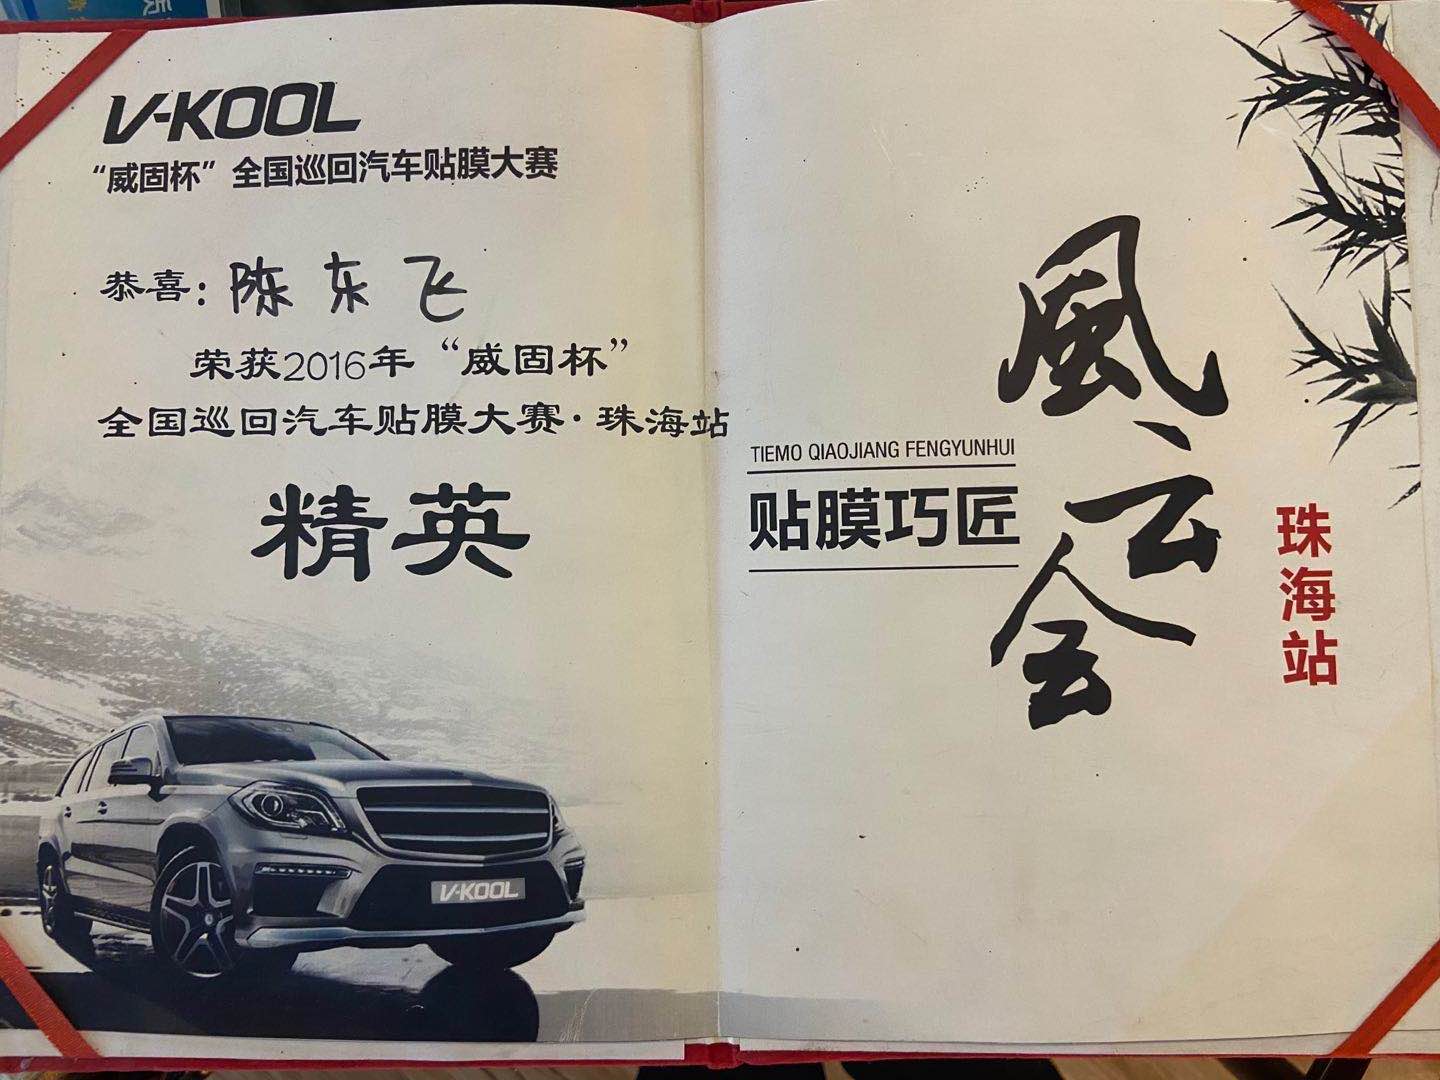 V-KOOL
“威固杯”全国巡回汽车贴膜大赛
恭喜：陈东飞
荣获2016年“威固杯”
全国巡回汽车贴膜大赛·珠海站
精英
V-KOOL
TIEMO QIAOJIANG FENGYUNHUI
贴膜巧匠
風云会
珠海站